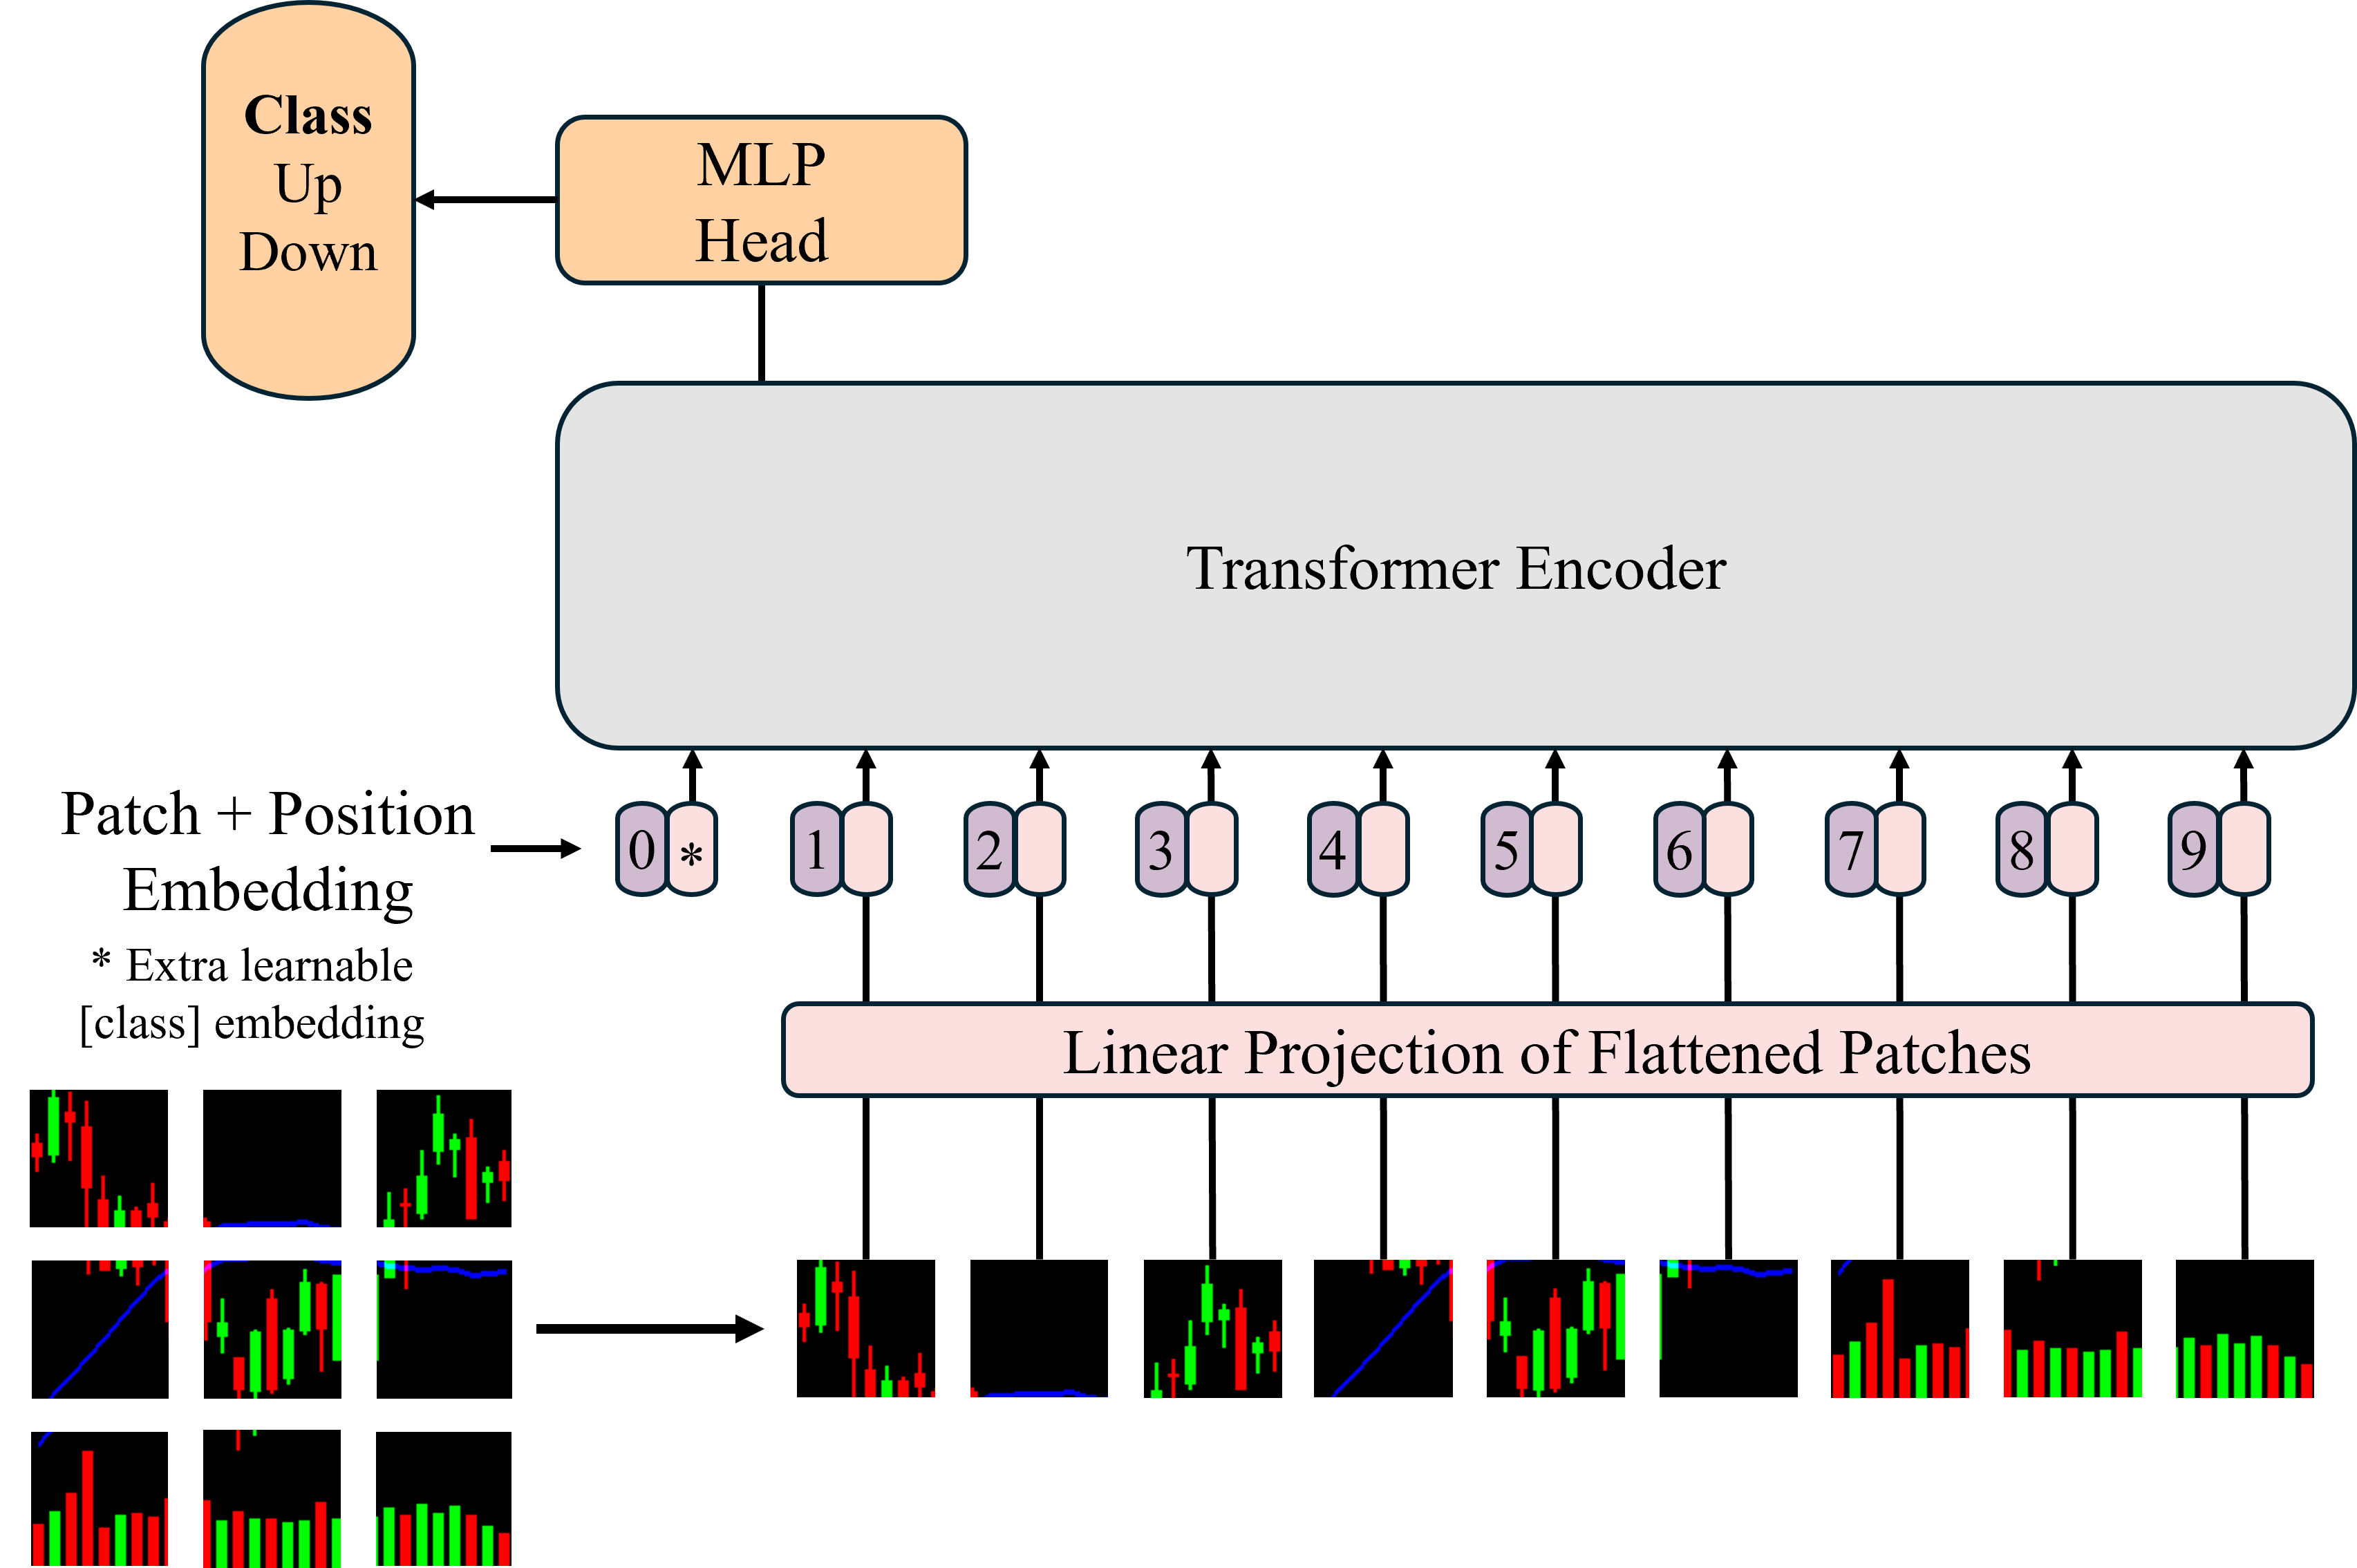 Class
Up
Down
MLP
Head
Transformer Encoder
Patch + Position
Embedding
* Extra learnable
[class] embedding
0 * 1 2 3 4 5 6 7 8 9
Linear Projection of Flattened Patches